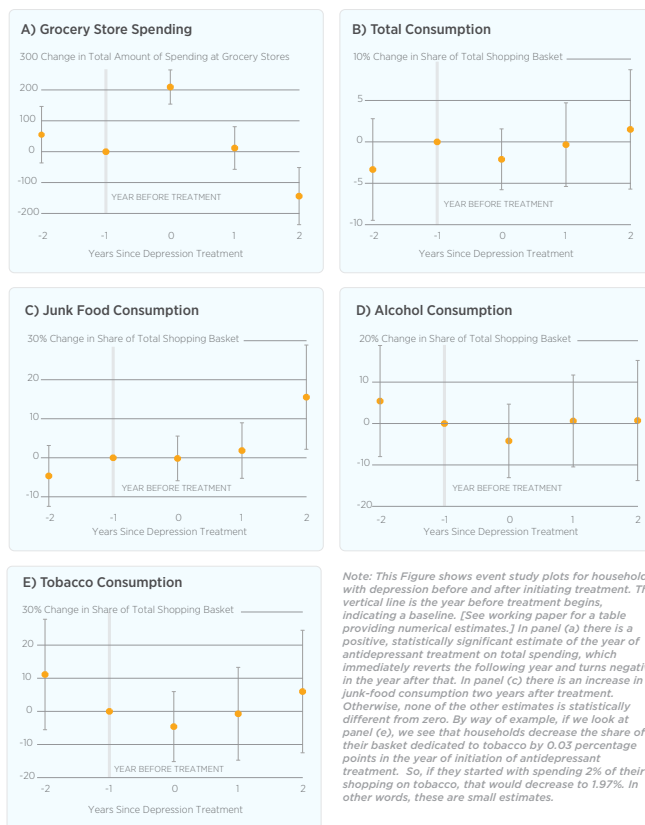 A) Grocery Store Spending
300 Change in Total Amount of Spending at Grocery Stores
200
100
0
-100
-200
YEAR BEFORE TREATMENT
-2 -1 0 1 2
Years Since Depression Treatment
B) Total Consumption
10% Change in Share of Total Shopping Basket
5
0
-5
-10
YEAR BEFORE TREATMENT
-2 -1 0 1 2
Years Since Depression Treatment
C) Junk Food Consumption
30% Change in Share of Total Shopping Basket
20
10
0
-10
YEAR BEFORE TREATMENT
-2 -1 0 1 2
Years Since Depression Treatment
D) Alcohol Consumption
20% Change in Share of Total Shopping Basket
10
0
-10
-20
YEAR BEFORE TREATMENT
-2 -1 0 1 2
Years Since Depression Treatment
E) Tobacco Consumption
30% Change in Share of Total Shopping Basket
20
10
0
-10
-20
YEAR BEFORE TREATMENT
-2 -1 0 1 2
Years Since Depression Treatment
Note: This Figure shows event study plots for
with depression before and after initiating treatment.
vertical line is the year before treatment begins,
indicating a baseline. [See working paper for a table
providing numerical estimates.] In panel (a) there is a
positive, statistically significant estimate of the year of
antidepressant treatment on total spending, which
immediately reverts the following year and turns
in the year after that. In panel (c) there is an increase in
junk-food consumption two years after treatment.
Otherwise, none of the other estimates is statistically
different from zero. By way of example, if we look at
panel (e), we see that households decrease the share of
their basket dedicated to tobacco by 0.03 percentage
points in the year of initiation of antidepressant
treatment. So, if they started with spending 2% of their
shopping on tobacco, that would decrease to 1.97%. In
other words, these are small estimates.